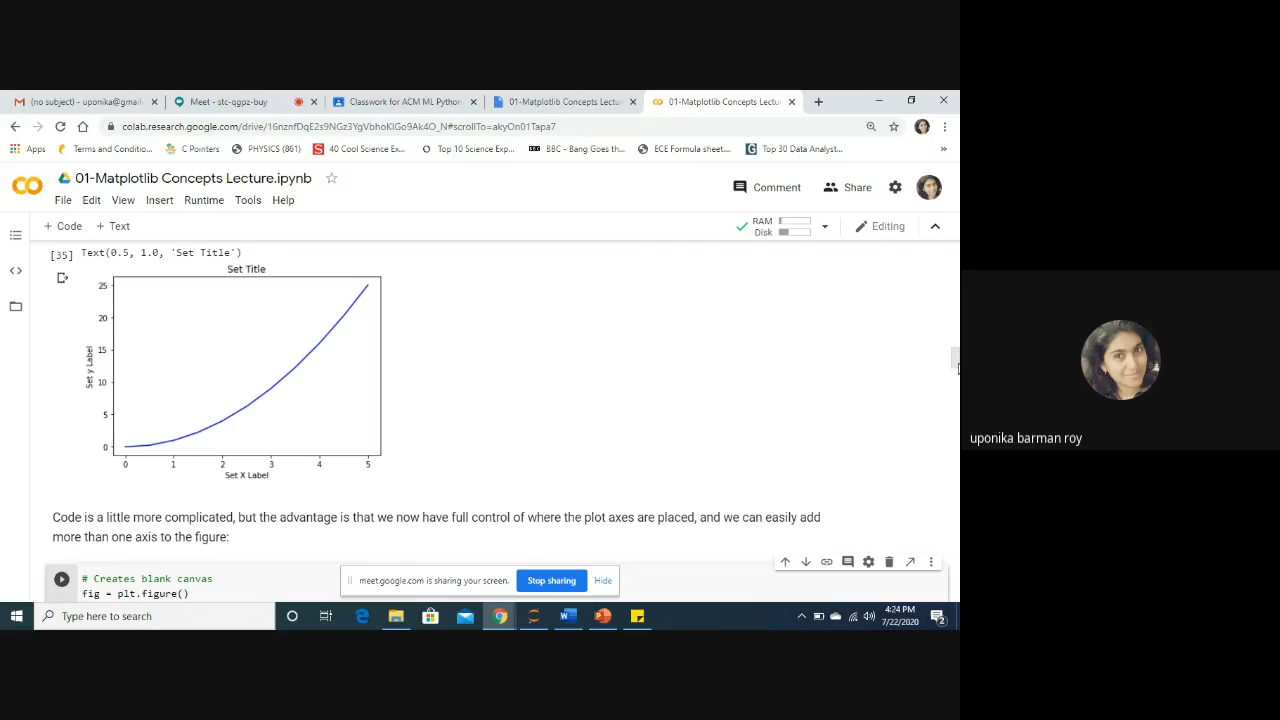 (no subject) - uponika@gmai
Meet - stc-qgpz-buy
Classwork for ACM ML Python
01-Matplotlib Concepts Lectur
01-Matplotlib Concepts Lectu
colab.research.google.com/drive/16nznfDqE2s9NGz3YgVbhoKlGo9Ak4O_N#scrollTo=akyOn01Tapa7
Apps
Terms and Conditio...
C Pointers
PHYSICS (861)
40 Cool Science Ex...
Top 10 Science Exp...
BBC - Bang Goes th...
ECE Formula sheet....
Top 30 Data Analyst...
01-Matplotlib Concepts Lecture.ipynb
Comment
Share
File Edit View Insert Runtime Tools Help
+ Code + Text
RAM
Disk
Editing
[35] Text(0.5, 1.0, 'Set Title')
Set Title
25
20
15
10
5
0
Set y Label
0 1 2 3 4 5
Set X Label
uponika barman roy
Code is a little more complicated, but the advantage is that we now have full control of where the plot axes are placed, and we can easily add
more than one axis to the figure:
# Creates blank canvas
fig = plt.figure()
meet.google.com is sharing your screen.
Stop sharing
Hide
Type here to search
4:24 PM
7/22/2020
2